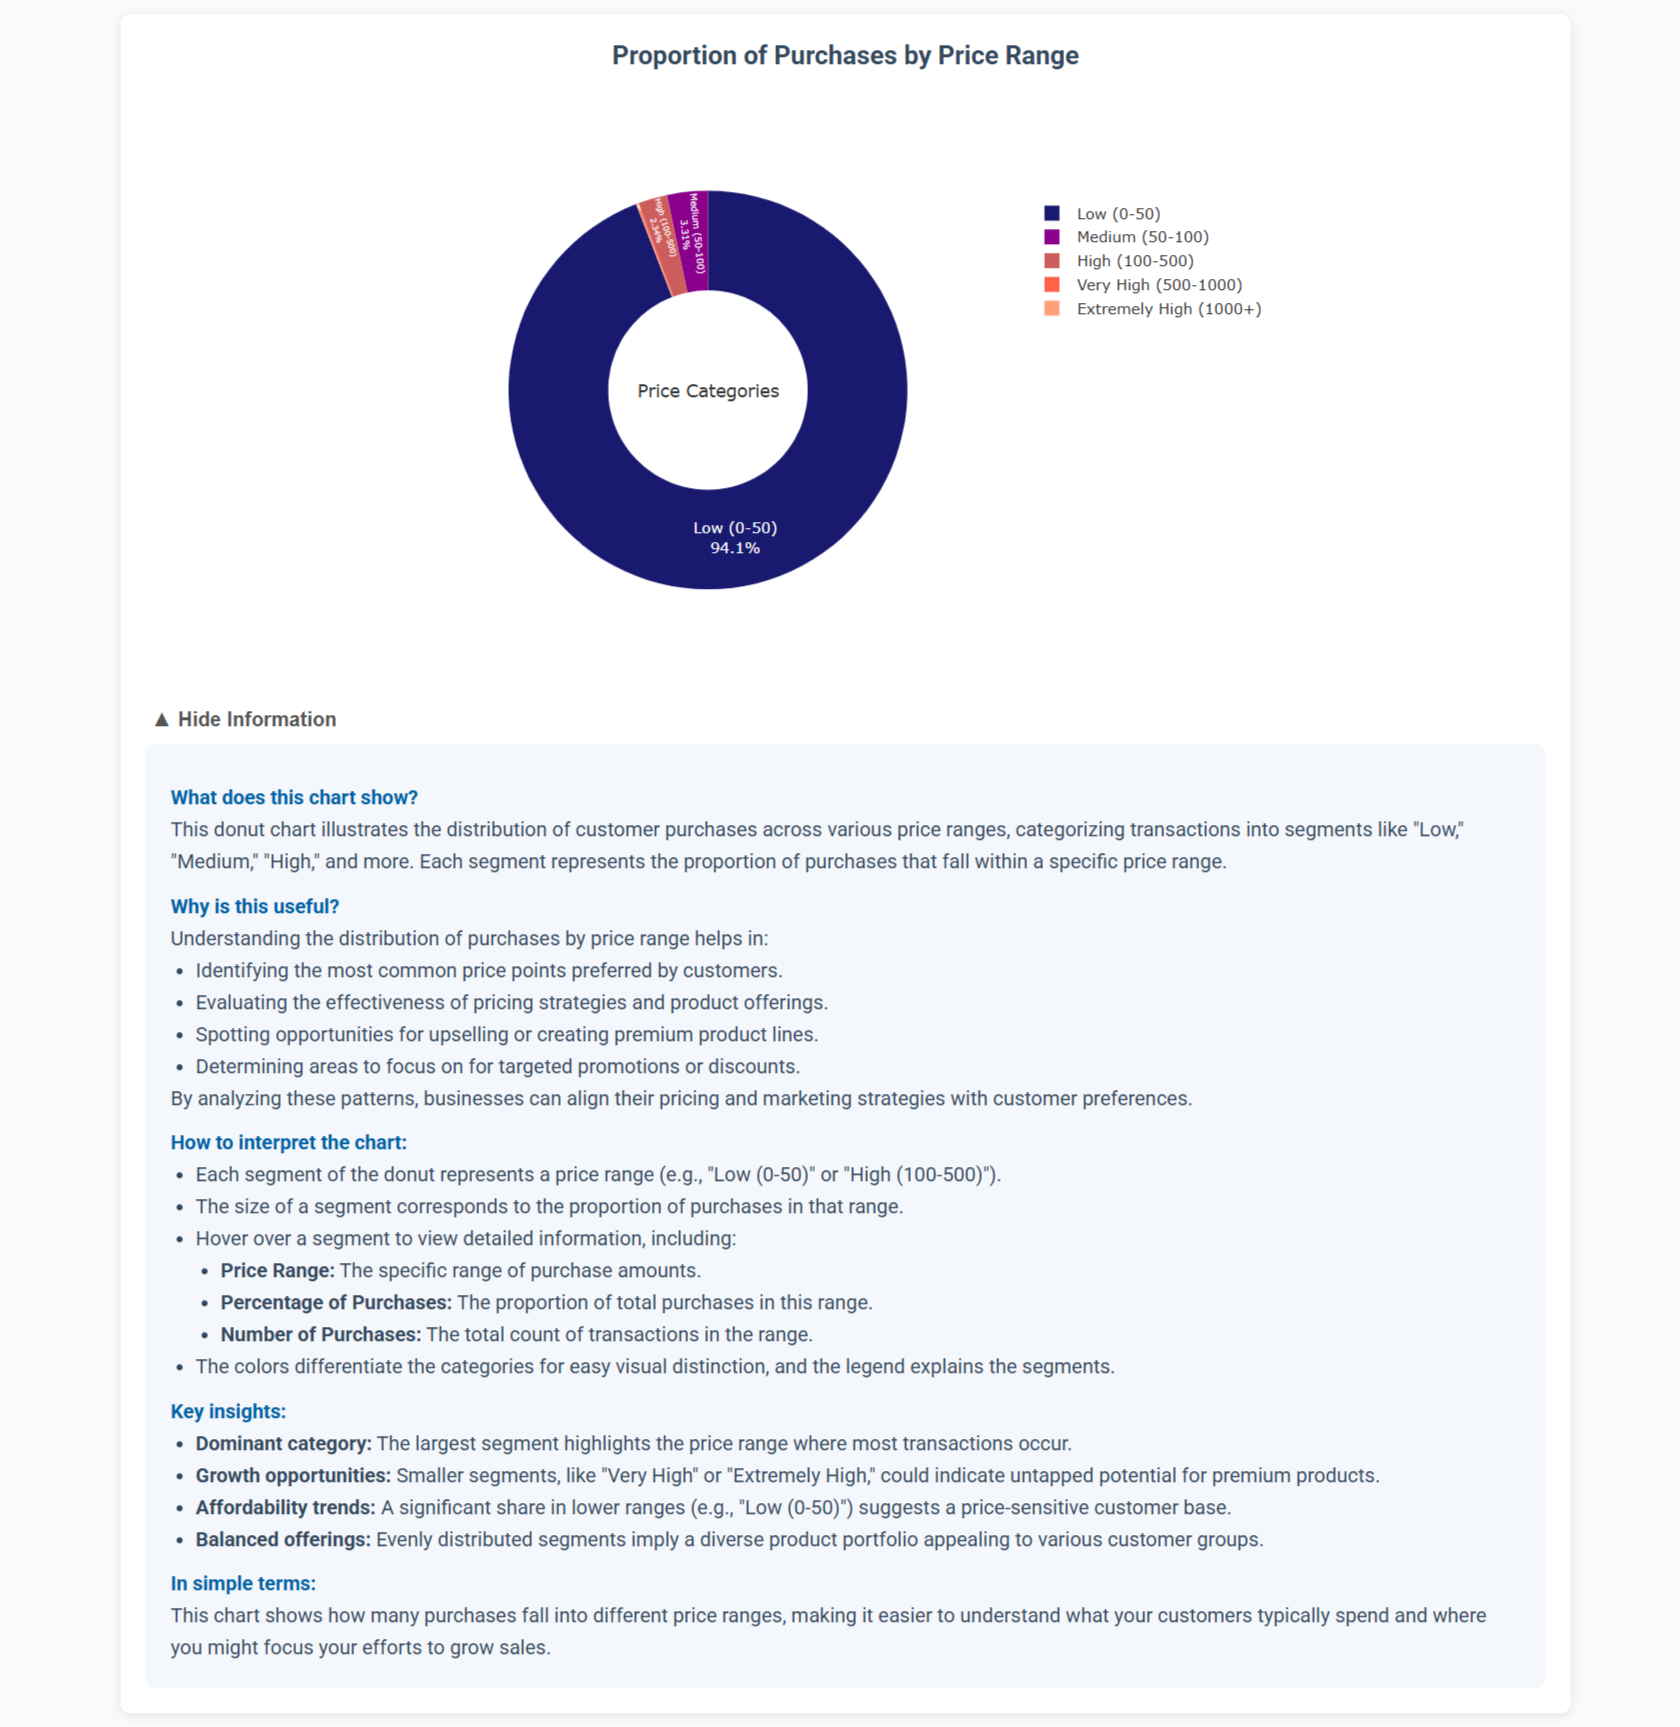 Proportion of Purchases by Price Range
Medium (50-100)
3.31%
High (100-500)
2.34%
Low (0-50)
Medium (50-100)
High (100-500)
Very High (500-1000)
Extremely High (1000+)
Price Categories
Low (0-50)
94.1%
▲ Hide Information
What does this chart show?
This donut chart illustrates the distribution of customer purchases across various price ranges, categorizing transactions into segments like "Low,"
"Medium," "High," and more. Each segment represents the proportion of purchases that fall within a specific price range.
Why is this useful?
Understanding the distribution of purchases by price range helps in:
• Identifying the most common price points preferred by customers.
• Evaluating the effectiveness of pricing strategies and product offerings.
• Spotting opportunities for upselling or creating premium product lines.
• Determining areas to focus on for targeted promotions or discounts.
By analyzing these patterns, businesses can align their pricing and marketing strategies with customer preferences.
How to interpret the chart:
• Each segment of the donut represents a price range (e.g., "Low (0-50)" or "High (100-500)").
• The size of a segment corresponds to the proportion of purchases in that range.
• Hover over a segment to view detailed information, including:
• Price Range: The specific range of purchase amounts.
• Percentage of Purchases: The proportion of total purchases in this range.
• Number of Purchases: The total count of transactions in the range.
• The colors differentiate the categories for easy visual distinction, and the legend explains the segments.
Key insights:
• Dominant category: The largest segment highlights the price range where most transactions occur.
• Growth opportunities: Smaller segments, like "Very High" or "Extremely High," could indicate untapped potential for premium products.
• Affordability trends: A significant share in lower ranges (e.g., "Low (0-50)") suggests a price-sensitive customer base.
• Balanced offerings: Evenly distributed segments imply a diverse product portfolio appealing to various customer groups.
In simple terms:
This chart shows how many purchases fall into different price ranges, making it easier to understand what your customers typically spend and where
you might focus your efforts to grow sales.